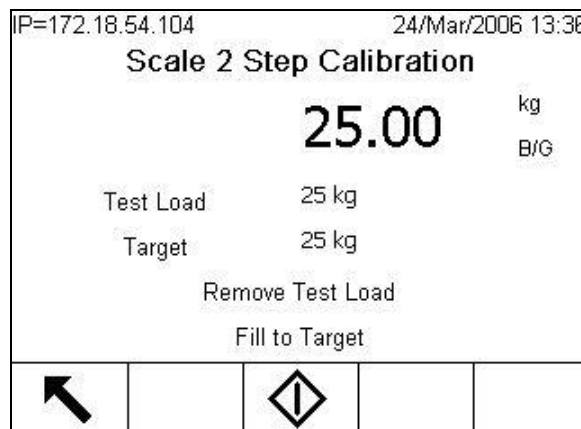 IP=172.18.54.104 24/Mar/2006 13:36
Scale 2 Step Calibration
25.00 kg
B/G
Test Load 25 kg
Target 25 kg
Remove Test Load
Fill to Target